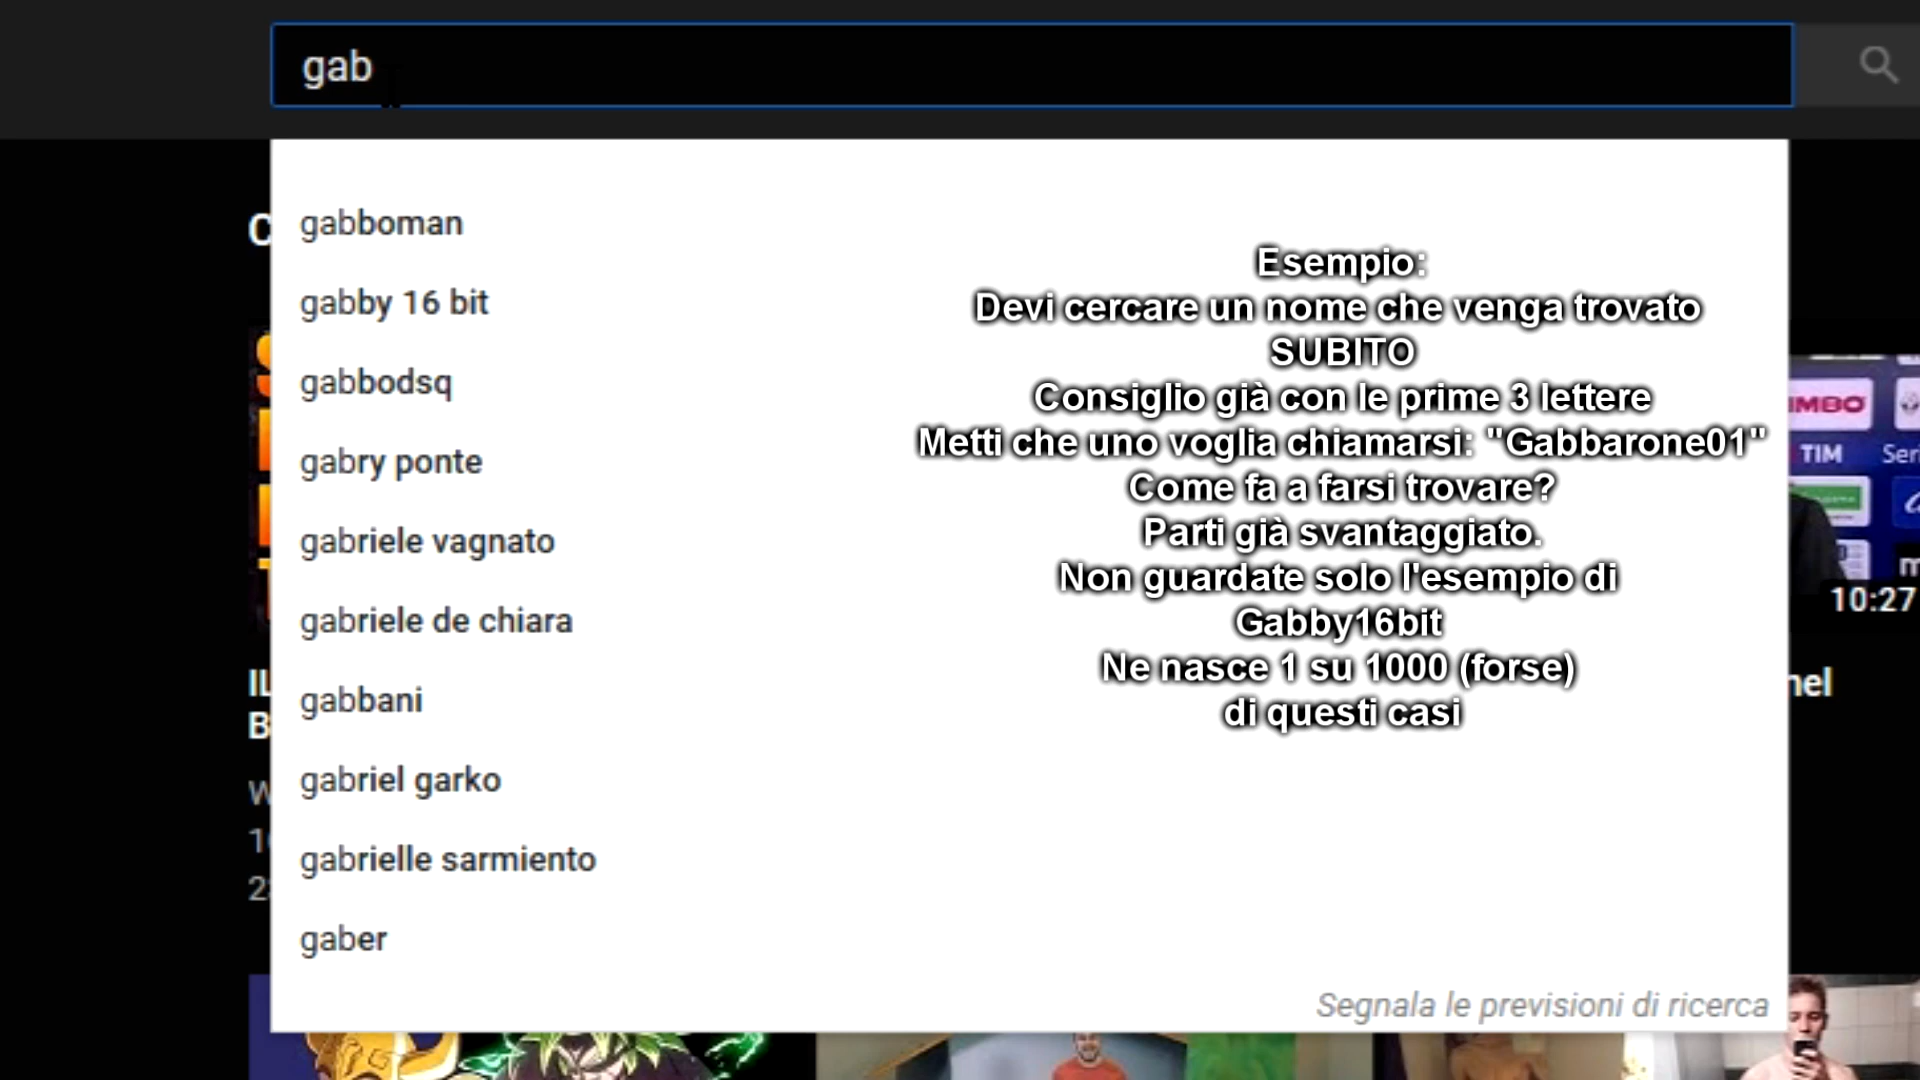 gab
gabboman
gabby 16 bit
gabbodsq
gabry ponte
gabriele vagnato
gabriele de chiara
gabbani
gabriel garko
gabrielle sarmiento
gaber
Segnala le previsioni di ricerca
Esempio:
Devi cercare un nome che venga trovato
SUBITO
Consiglio già con le prime 3 lettere
Metti che uno voglia chiamarsi: "Gabbarone01"
Come fa a farsi trovare?
Parti già svantaggiato.
Non guardate solo l'esempio di
Gabby16bit
Ne nasce 1 su 1000 (forse)
di questi casi
TIM
10:27